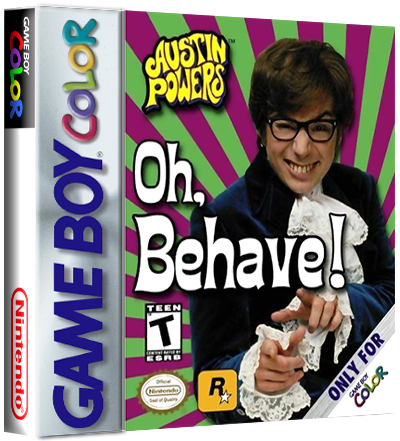 GAME BOY
COLOR
Nintendo
GAME BOY COLOR
AUSTIN
POWERS™
Oh,
Behave!
TEEN
T
CONTENT RATED BY
ESRB
Official
Nintendo
Seal of Quality
R★
ONLY FOR
GAME BOY
COLOR